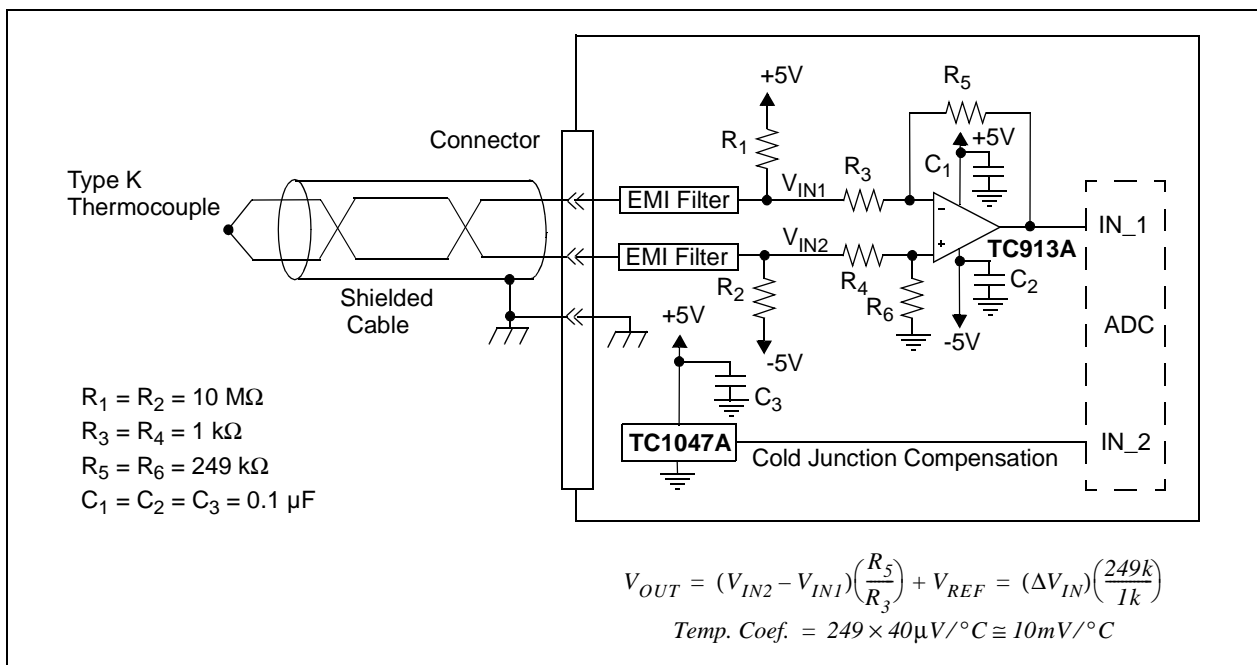 +5V
R5
Connector
R1
+5V
C1
R3
Type K
Thermocouple
EMI Filter
VIN1
−
IN_1
VIN2
+
TC913A
EMI Filter
R4
C2
R2
R6
Shielded
Cable
+5V
ADC
-5V
-5V
C3
R1 = R2 = 10 MΩ
R3 = R4 = 1 kΩ
TC1047A
IN_2
R5 = R6 = 249 kΩ
Cold Junction Compensation
C1 = C2 = C3 = 0.1 µF
VOUT = (VIN2 – VIN1)(R5/R3) + VREF = (ΔVIN)(249k/1k)
Temp. Coef. = 249 × 40µV/°C ≅ 10mV/°C